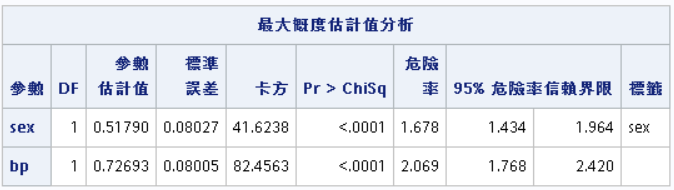 最大概度估計值分析
參數 DF 參數估計值 標準誤差 卡方 Pr > ChiSq 危險率 95% 危險率信賴界限 標籤
sex 1 0.51790 0.08027 41.6238 <.0001 1.678 1.434 1.964 sex
bp 1 0.72693 0.08005 82.4563 <.0001 2.069 1.768 2.420